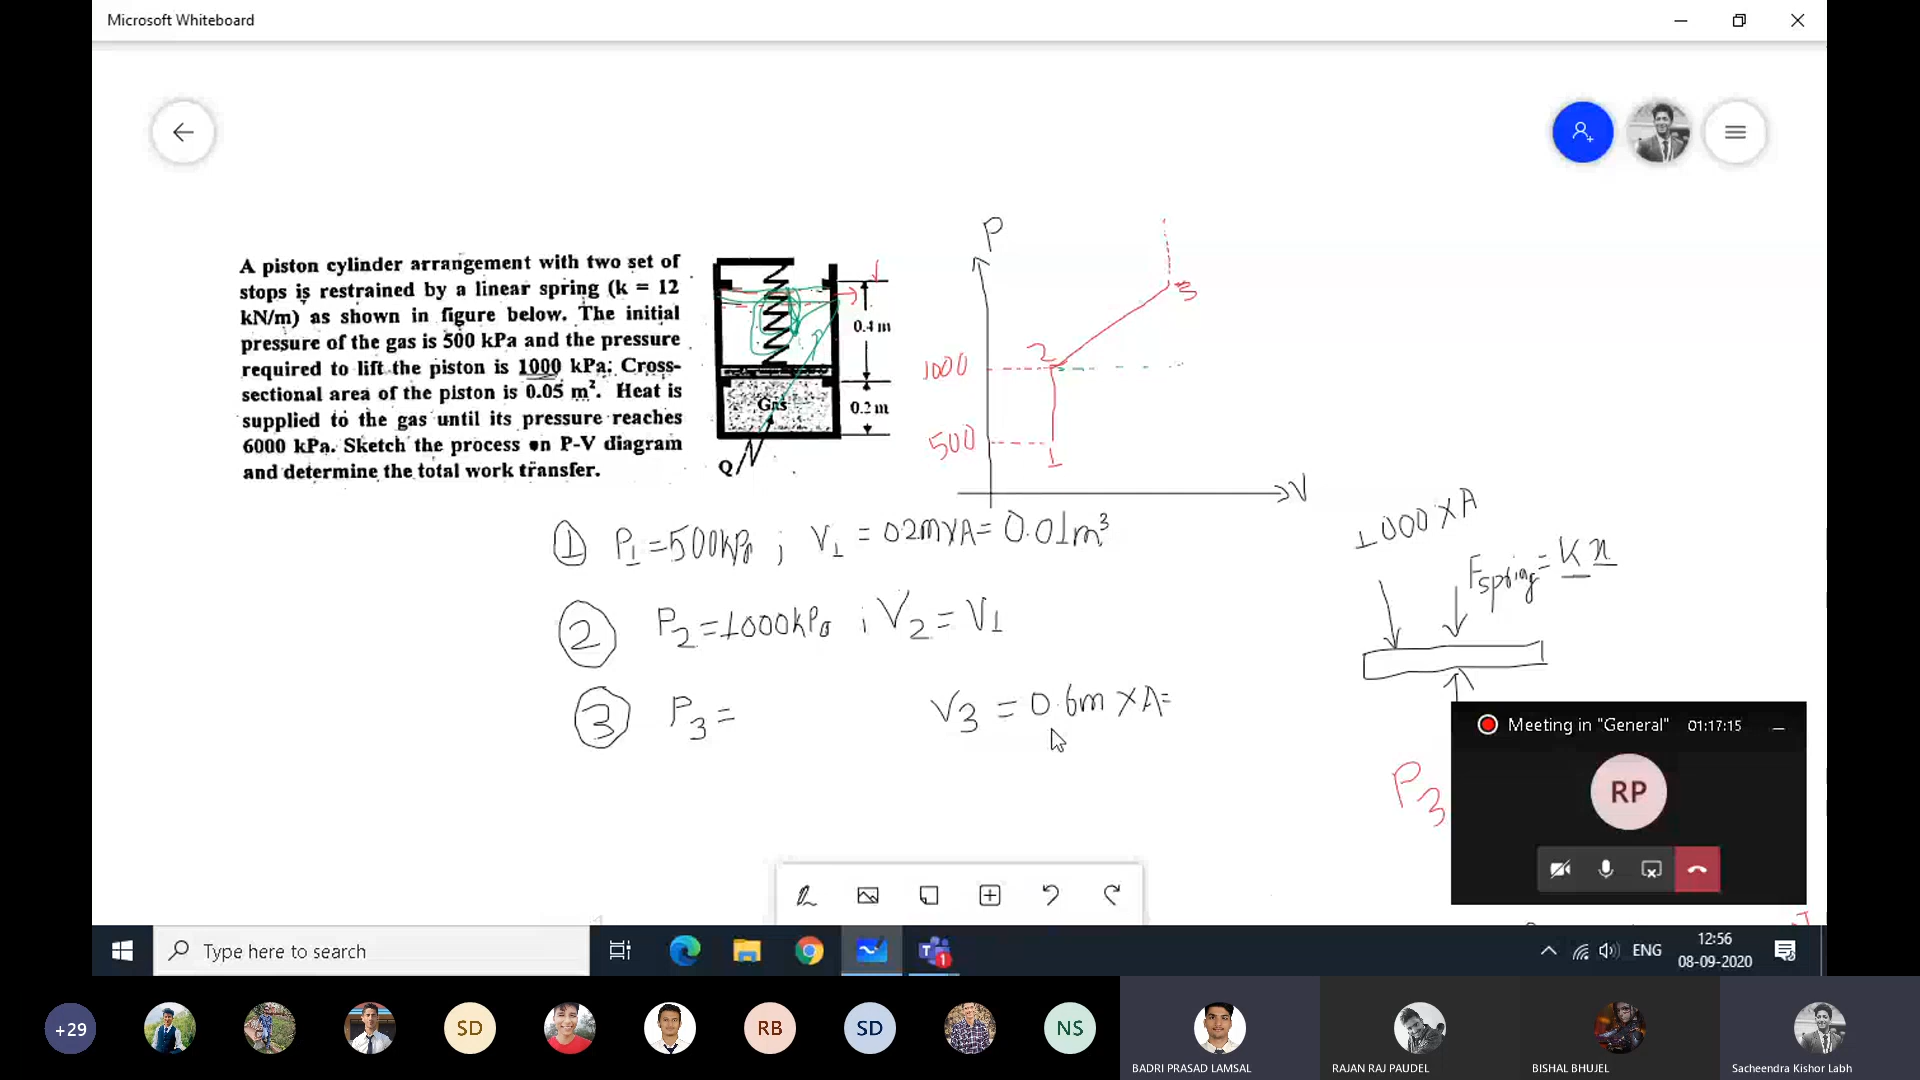 Microsoft Whiteboard
A piston cylinder arrangement with two set of
stops is restrained by a linear spring (k = 12
kN/m) as shown in figure below. The initial
pressure of the gas is 500 kPa and the pressure
required to lift the piston is 1000 kPa: Cross-
sectional area of the piston is 0.05 m². Heat is
supplied to the gas until its pressure reaches
6000 kPa. Sketch the process on P-V diagram
and determine the total work transfer.
0.4 m
Gas
0.2 m
Q
P
3
2
1000
500
1
V
① P1=500kPa ; V1 = 0.2m×A= 0.01m³
② P2=1000kPa ; V2 = V1
③ P3= V3 = 0.6m ×A=
1000×A
Fspring= Kx
P3
Meeting in "General" 01:17:15
RP
Type here to search
1
ENG
12:56
08-09-2020
+29
SD
RB
SD
NS
BADRI PRASAD LAMSAL
RAJAN RAJ PAUDEL
BISHAL BHUJEL
Sacheendra Kishor Labh